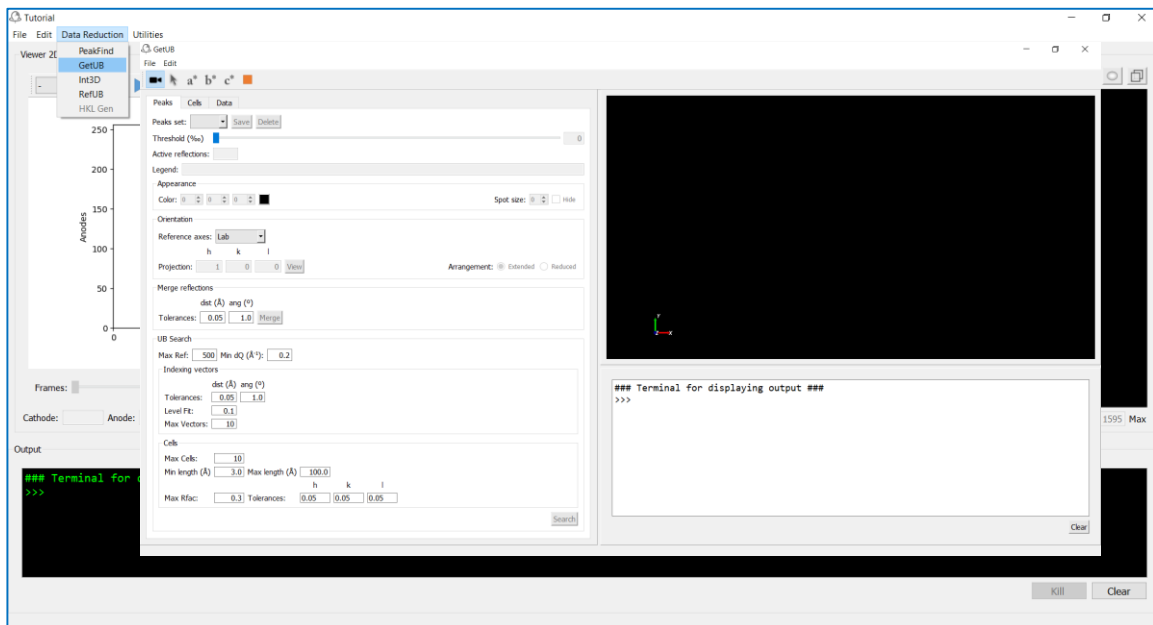 Tutorial
File Edit Data Reduction Utilities
Viewer 2D
PeakFind
GetUB
Int3D
RefUB
HKL Gen
-
250
200
150
100
50
0
0
Anodes
Frames:
Cathode: Anode:
1595 Max
Output
### Terminal for d
>>>
Kill Clear
GetUB
File Edit
a* b* c*
Peaks Cells Data
Peaks set: Save Delete
Threshold (‰) 0
Active reflections:
Legend:
Appearance
Color: 0 0 0 Spot size: 0 Hide
Orientation
Reference axes: Lab
h k l
Projection: 1 0 0 View Arrangement: Extended Reduced
Merge reflections
dist (Å) ang (º)
Tolerances: 0.05 1.0 Merge
UB Search
Max Ref: 500 Min dQ (Å⁻¹): 0.2
Indexing vectors
dist (Å) ang (º)
Tolerances: 0.05 1.0
Level Fit: 0.1
Max Vectors: 10
Cells
Max Cells: 10
Min length (Å) 3.0 Max length (Å) 100.0
h k l
Max Rfac: 0.3 Tolerances: 0.05 0.05 0.05
Search
Y
Z X
### Terminal for displaying output ###
>>>
Clear